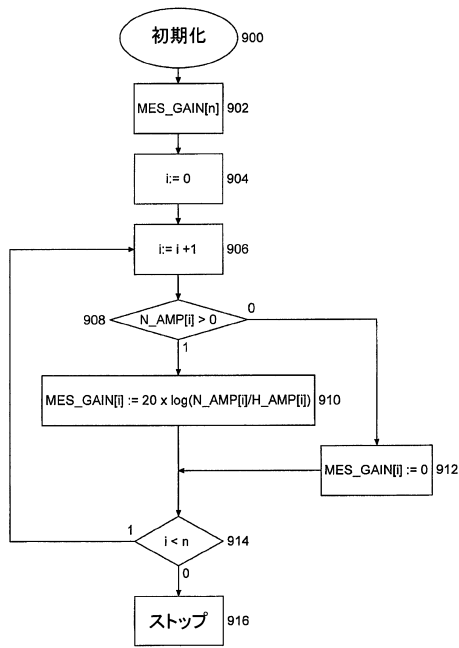 初期化 900
MES_GAIN[n] 902
i:= 0 904
i:= i +1 906
908 N_AMP[i] > 0 0
1
MES_GAIN[i] := 20 x log(N_AMP[i]/H_AMP[i]) 910
MES_GAIN[i] := 0 912
1 i < n 914
0
ストップ 916